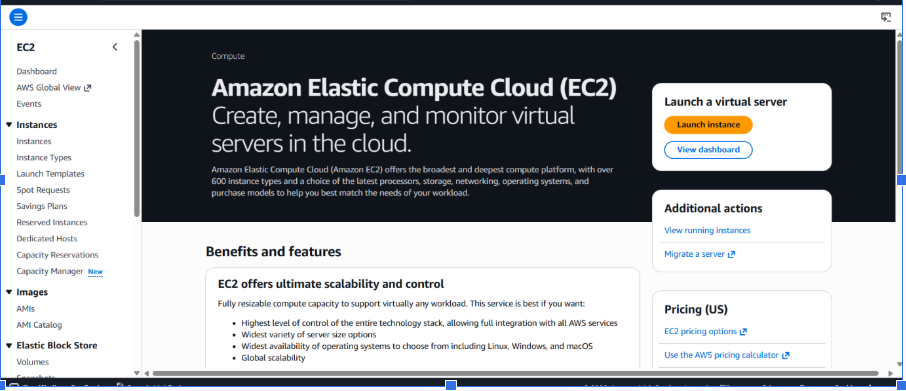 EC2
Dashboard
AWS Global View
Events
Instances
Instances
Instance Types
Launch Templates
Spot Requests
Savings Plans
Reserved Instances
Dedicated Hosts
Capacity Reservations
Capacity Manager New
Images
AMIs
AMI Catalog
Elastic Block Store
Volumes
Compute
Amazon Elastic Compute Cloud (EC2)
Create, manage, and monitor virtual
servers in the cloud.
Amazon Elastic Compute Cloud (Amazon EC2) offers the broadest and deepest compute platform, with over
600 instance types and a choice of the latest processors, storage, networking, operating systems, and
purchase models to help you best match the needs of your workload.
Benefits and features
EC2 offers ultimate scalability and control
Fully resizable compute capacity to support virtually any workload. This service is best if you want:
• Highest level of control of the entire technology stack, allowing full integration with all AWS services
• Widest variety of server size options
• Widest availability of operating systems to choose from including Linux, Windows, and macOS
• Global scalability
Launch a virtual server
Launch instance
View dashboard
Additional actions
View running instances
Migrate a server
Pricing (US)
EC2 pricing options
Use the AWS pricing calculator